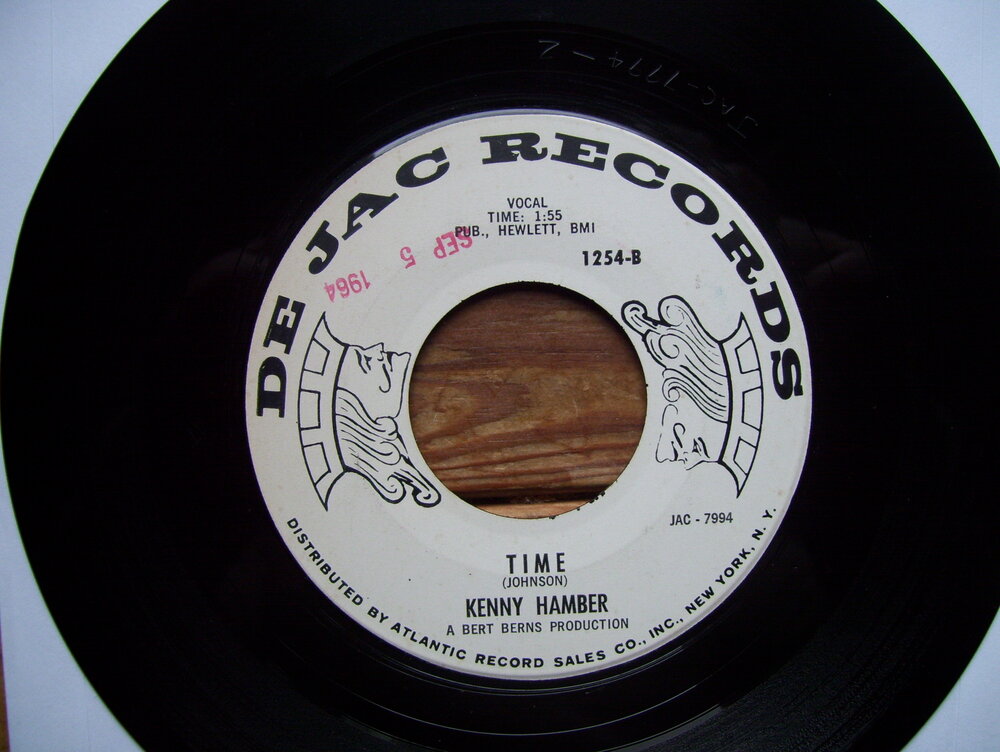 JAC-7774-2
DE JAC RECORDS
VOCAL
TIME: 1:55
PUB., HEWLETT, BMI
1254-B
SEP 5 1964
JAC - 7994
TIME
(JOHNSON)
KENNY HAMBER
A BERT BERNS PRODUCTION
DISTRIBUTED BY ATLANTIC RECORD SALES CO., INC., NEW YORK, N. Y.